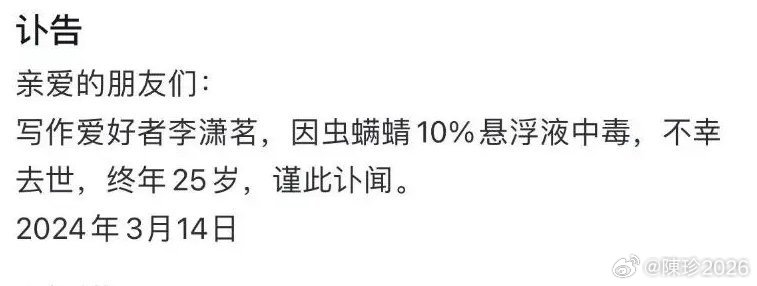 讣告
亲爱的朋友们：
写作爱好者李潇茗，因虫螨蜻10%悬浮液中毒，不幸
去世，终年25岁，谨此讣闻。
2024年3月14日
@陳珍2026